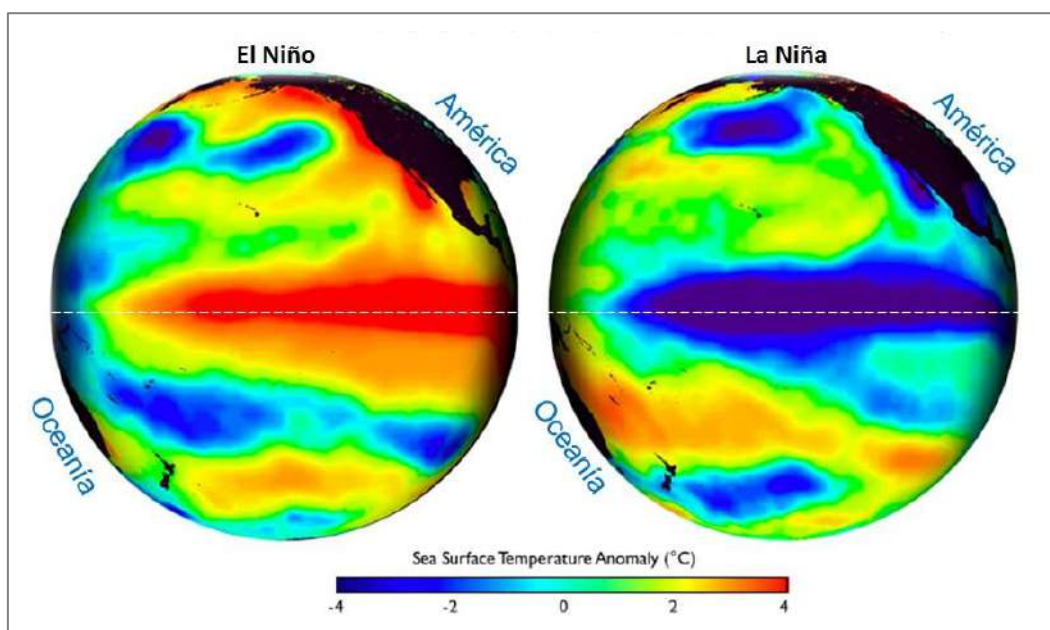 El Niño
La Niña
América
América
Oceanía
Oceanía
Sea Surface Temperature Anomaly (°C)
-4 -2 0 2 4